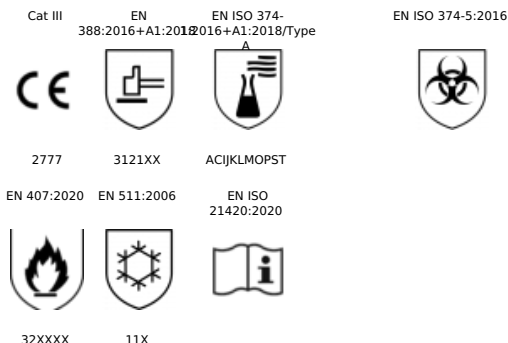 Cat III
EN
388:2016+A1:2018
EN ISO 374-
1:2016+A1:2018/Type
A
EN ISO 374-5:2016
CE
2777
3121XX
ACIJKLMOPST
EN 407:2020
EN 511:2006
EN ISO
21420:2020
i
32XXXX
11X